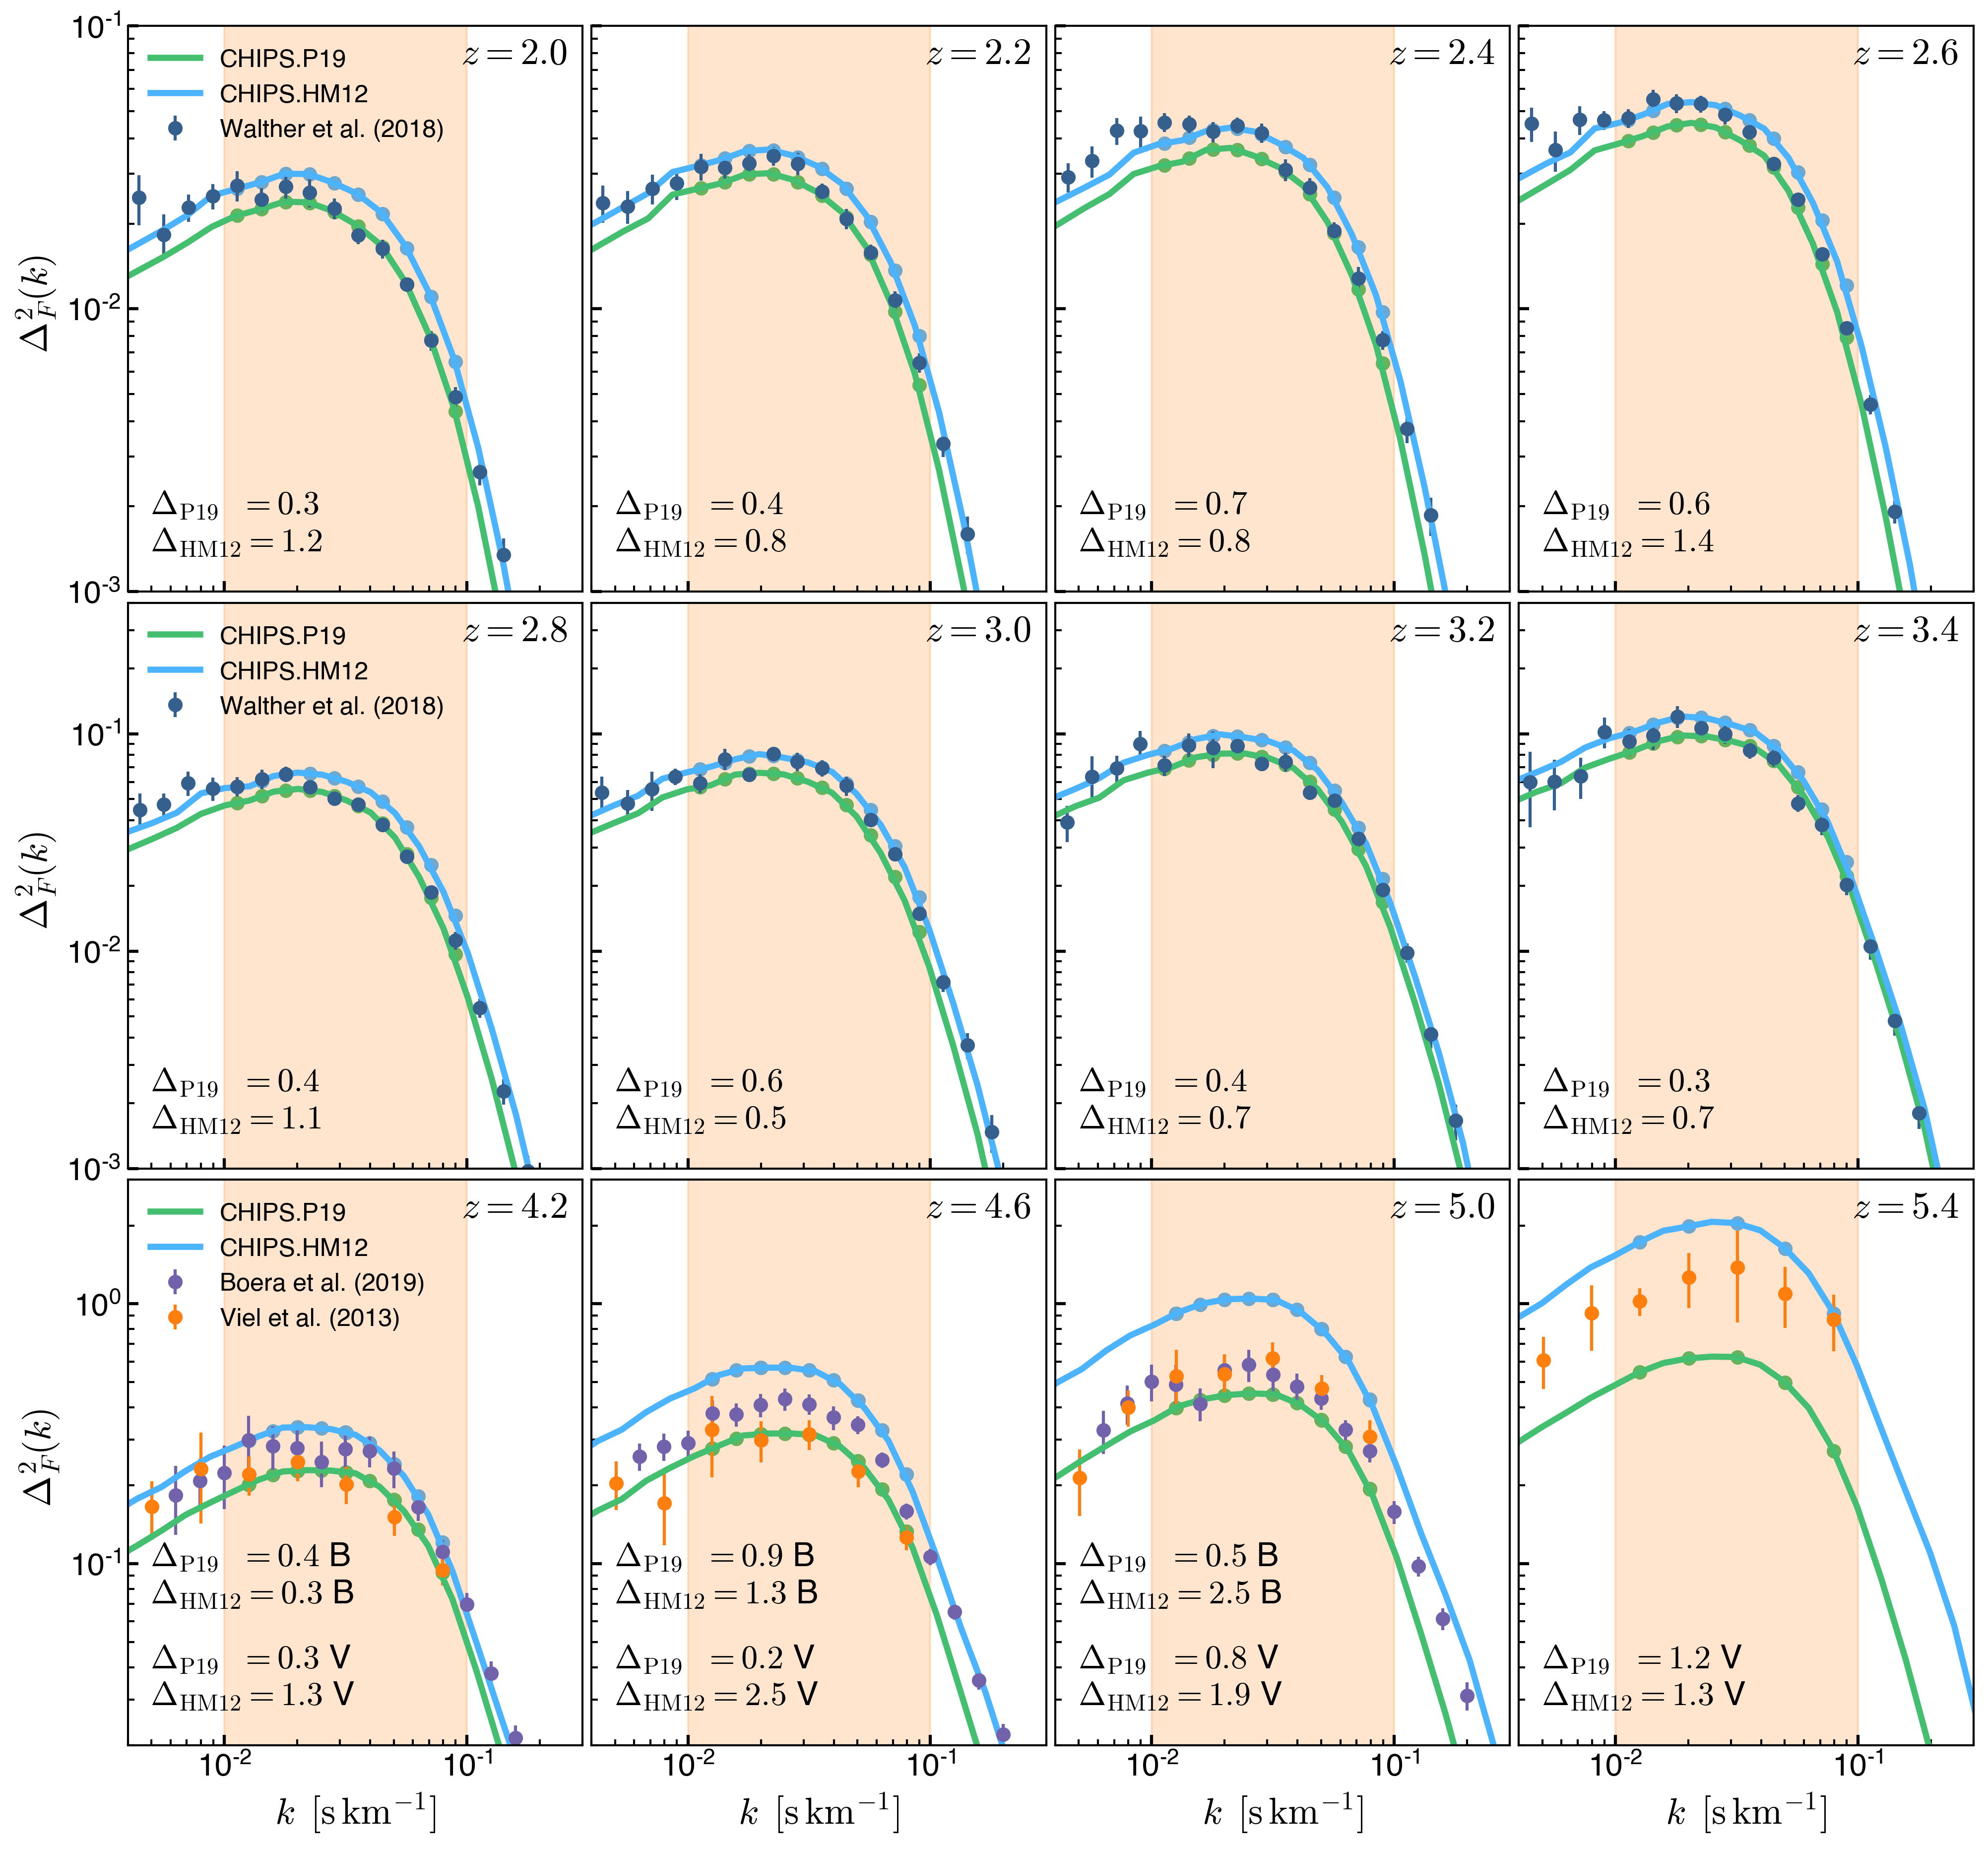 CHIPS.P19
CHIPS.HM12
Walther et al. (2018)
z = 2.0
z = 2.2
z = 2.4
z = 2.6
10^-1
10^-2
10^-3
Δ²_F(k)
Δ_P19 = 0.3
Δ_HM12 = 1.2
Δ_P19 = 0.4
Δ_HM12 = 0.8
Δ_P19 = 0.7
Δ_HM12 = 0.8
Δ_P19 = 0.6
Δ_HM12 = 1.4
CHIPS.P19
CHIPS.HM12
Walther et al. (2018)
z = 2.8
z = 3.0
z = 3.2
z = 3.4
10^-1
10^-2
10^-3
Δ²_F(k)
Δ_P19 = 0.4
Δ_HM12 = 1.1
Δ_P19 = 0.6
Δ_HM12 = 0.5
Δ_P19 = 0.4
Δ_HM12 = 0.7
Δ_P19 = 0.3
Δ_HM12 = 0.7
CHIPS.P19
CHIPS.HM12
Boera et al. (2019)
Viel et al. (2013)
z = 4.2
z = 4.6
z = 5.0
z = 5.4
10^0
10^-1
Δ²_F(k)
Δ_P19 = 0.4 B
Δ_HM12 = 0.3 B
Δ_P19 = 0.3 V
Δ_HM12 = 1.3 V
Δ_P19 = 0.9 B
Δ_HM12 = 1.3 B
Δ_P19 = 0.2 V
Δ_HM12 = 2.5 V
Δ_P19 = 0.5 B
Δ_HM12 = 2.5 B
Δ_P19 = 0.8 V
Δ_HM12 = 1.9 V
Δ_P19 = 1.2 V
Δ_HM12 = 1.3 V
10^-2 10^-1
10^-2 10^-1
10^-2 10^-1
10^-2 10^-1
k [s km^-1]
k [s km^-1]
k [s km^-1]
k [s km^-1]